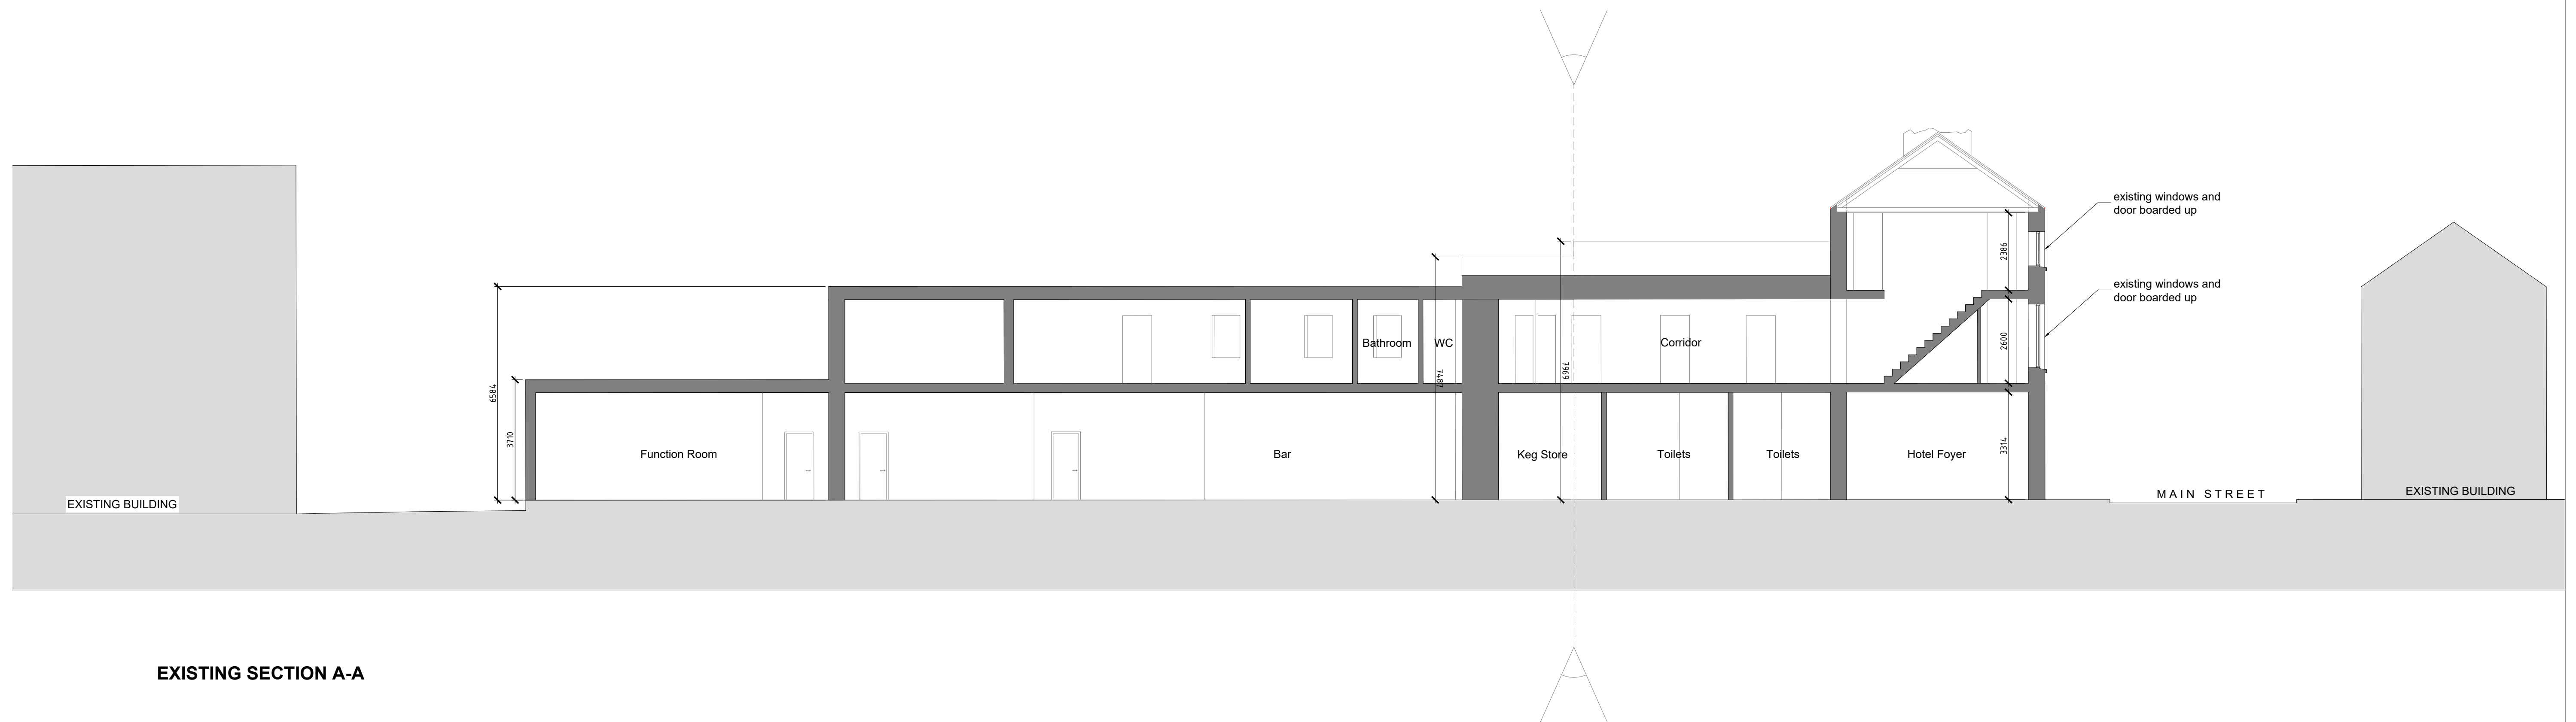 existing windows and
door boarded up
existing windows and
door boarded up
2386
2600
3314
6584
3710
7487
7969
Bathroom
WC
Corridor
Function Room
Bar
Keg Store
Toilets
Toilets
Hotel Foyer
EXISTING BUILDING
MAIN STREET
EXISTING BUILDING
EXISTING SECTION A-A